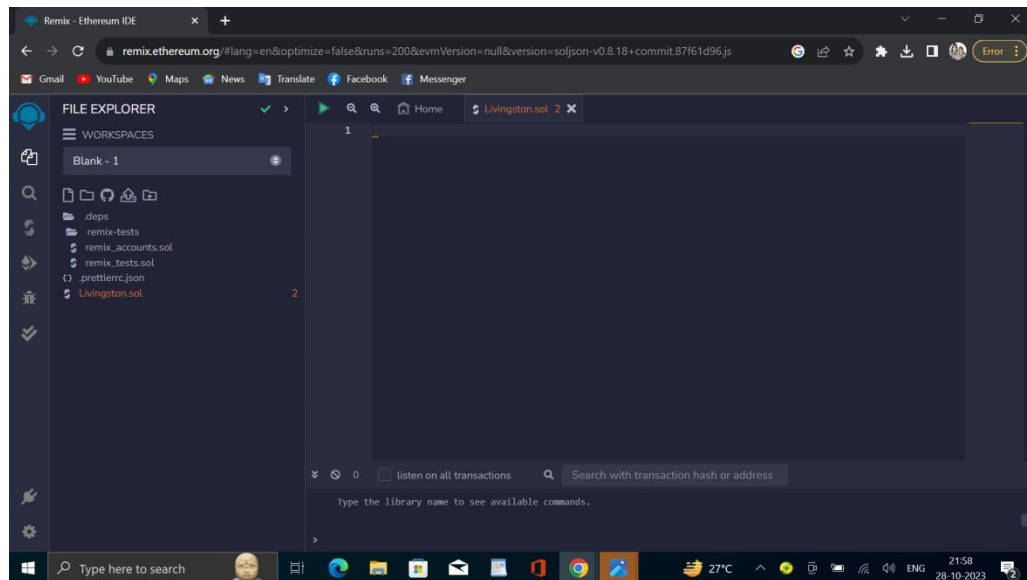 Remix - Ethereum IDE
remix.ethereum.org/#lang=en&optimize=false&runs=200&evmVersion=null&version=soljson-v0.8.18+commit.87f61d96.js
Error
Gmail YouTube Maps News Translate Facebook Messenger
FILE EXPLORER
WORKSPACES
Blank - 1
.deps
remix-tests
remix_accounts.sol
remix_tests.sol
.prettierrc.json
Livingston.sol 2
Home Livingston.sol 2
1
0 listen on all transactions Search with transaction hash or address
Type the library name to see available commands.
>
Type here to search
27°C ENG 21:58
28-10-2023 2